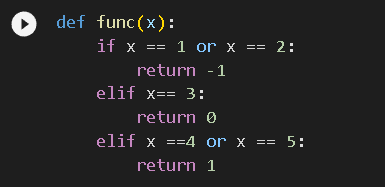 def func(x):
    if x == 1 or x == 2:
        return -1
    elif x== 3:
        return 0
    elif x ==4 or x == 5:
        return 1